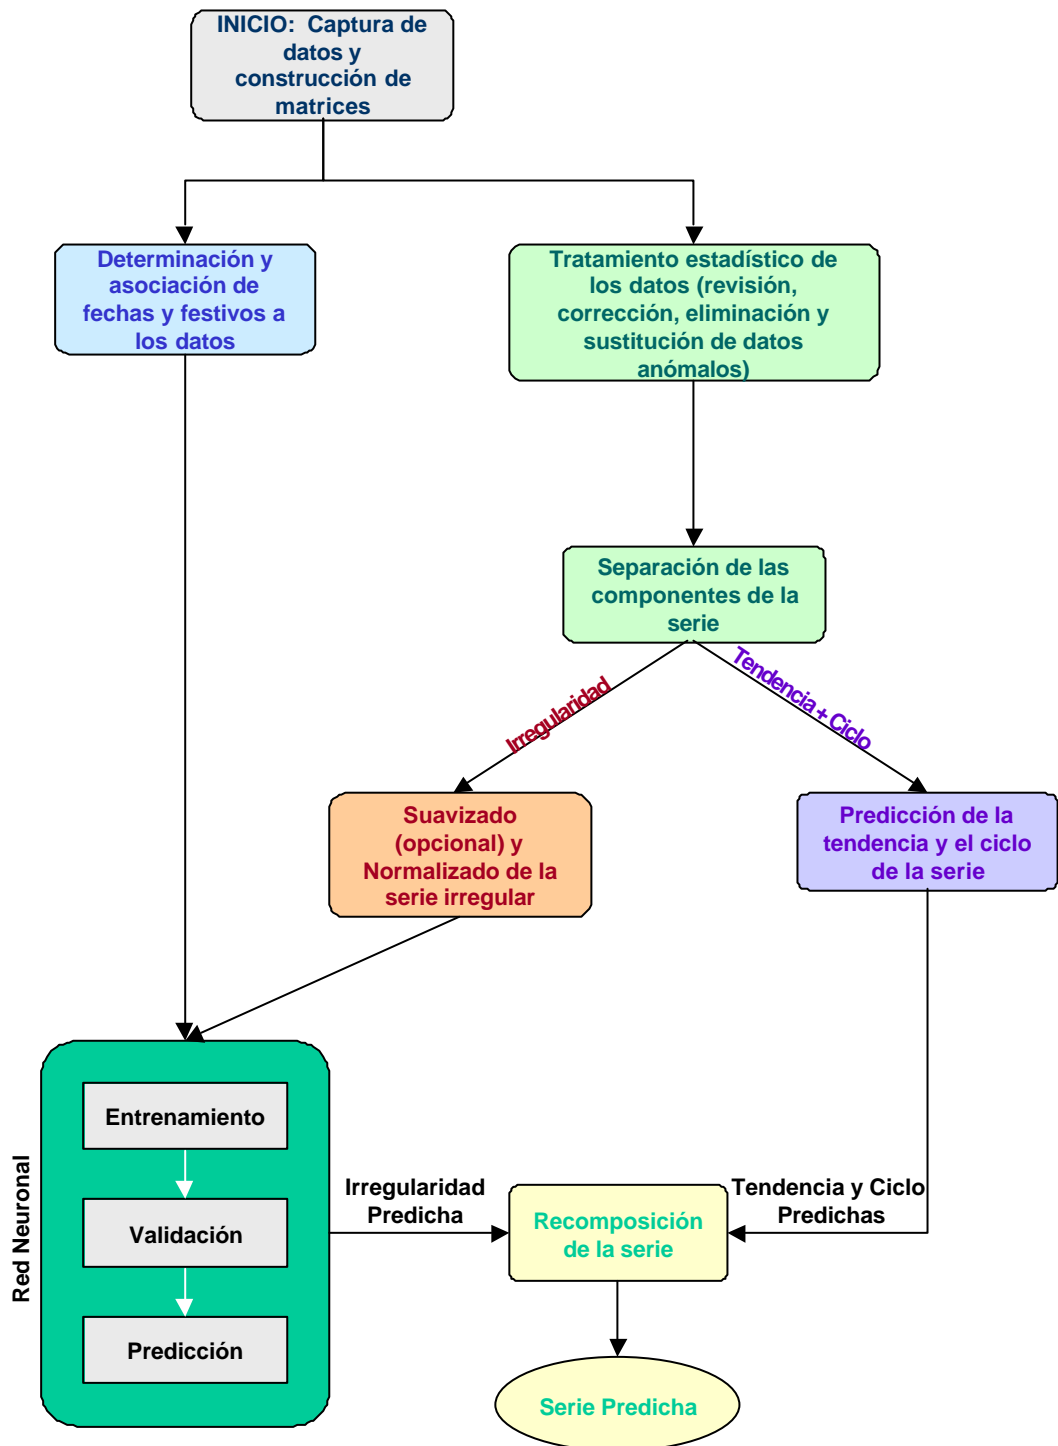 INICIO:  Captura de
datos y
construcción de
matrices
Determinación y
asociación de
fechas y festivos a
los datos
Tratamiento estadístico de
los datos (revisión,
corrección, eliminación y
sustitución de datos
anómalos)
Separación de las
componentes de la
serie
Irregularidad
Tendencia + Ciclo
Suavizado
(opcional) y
Normalizado de la
serie irregular
Predicción de la
tendencia y el ciclo
de la serie
Red Neuronal
Entrenamiento
Validación
Predicción
Irregularidad
Predicha
Tendencia y Ciclo
Predichas
Recomposición
de la serie
Serie Predicha